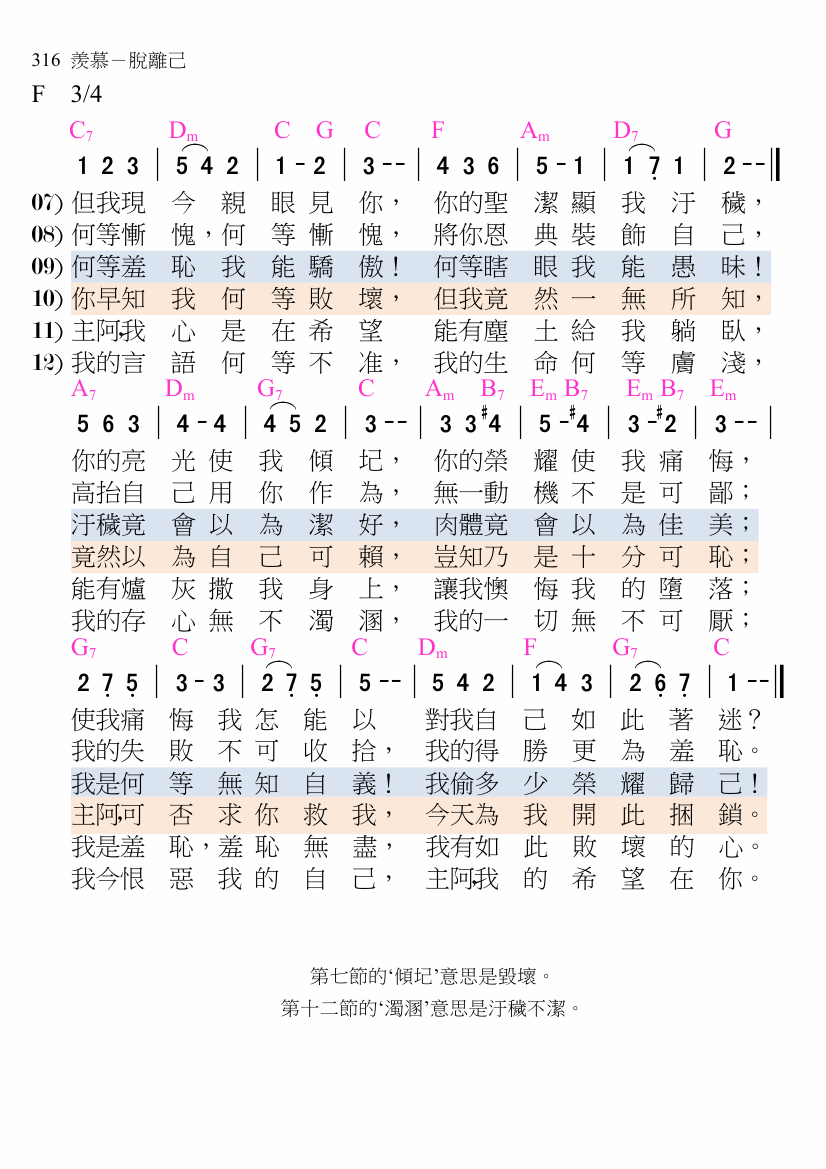 316 羨慕－脫離己
F 3/4
C7 Dm C G C F Am D7 G
1 2 3 | 5 4 2 | 1 - 2 | 3 - - | 4 3 6 | 5 - 1 | 1 7̣ 1 | 2 - - ‖
07) 但我現今親眼見你， 你的聖潔顯我汙穢，
08) 何等慚愧，何等慚愧， 將你恩典裝飾自己，
09) 何等羞恥我能驕傲！ 何等瞎眼我能愚昧！
10) 你早知我何等敗壞， 但我竟然一無所知，
11) 主阿，我心是在希望 能有塵土給我躺臥，
12) 我的言語何等不准， 我的生命何等膚淺，
A7 Dm G7 C Am B7 Em B7 Em B7 Em
5 6 3 | 4 - 4 | 4 5 2 | 3 - - | 3 3 #4 | 5 - #4 | 3 - #2 | 3 - - |
你的亮光使我傾圮， 你的榮耀使我痛悔，
高抬自己用你作為， 無一動機不是可鄙；
汙穢竟會以為潔好， 肉體竟會以為佳美；
竟然以為自己可賴， 豈知乃是十分可恥；
能有爐灰撒我身上， 讓我懊悔我的墮落；
我的存心無不濁溷， 我的一切無不可厭；
G7 C G7 C Dm F G7 C
2 7̣ 5̣ | 3 - 3 | 2 7̣ 5̣ | 5 - - | 5 4 2 | 1 4 3 | 2 6̣ 7̣ | 1 - - ‖
使我痛悔我怎能以 對我自己如此著迷？
我的失敗不可收拾， 我的得勝更為羞恥。
我是何等無知自義！ 我偷多少榮耀歸己！
主阿，可否求你救我， 今天為我開此捆鎖。
我是羞恥，羞恥無盡， 我有如此敗壞的心。
我今恨惡我的自己， 主阿，我的希望在你。
第七節的‘傾圮’意思是毀壞。
第十二節的‘濁溷’意思是汙穢不潔。